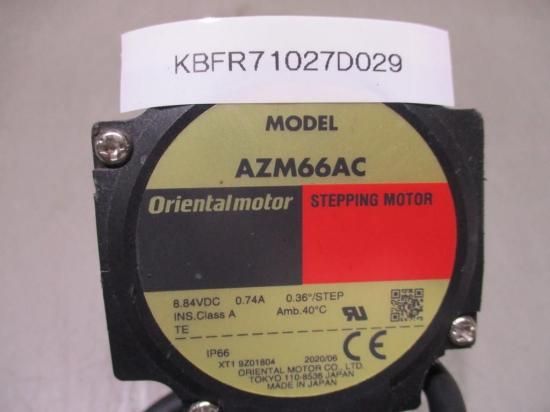 KBFR71027D029
MODEL
AZM66AC
Orientalmotor STEPPING MOTOR
8.84VDC 0.74A 0.36°/STEP
INS.Class A Amb.40°C
TE
IP66
XT1 9Z01804 2020/06
ORIENTAL MOTOR CO., LTD.
TOKYO 110-8536 JAPAN
MADE IN JAPAN